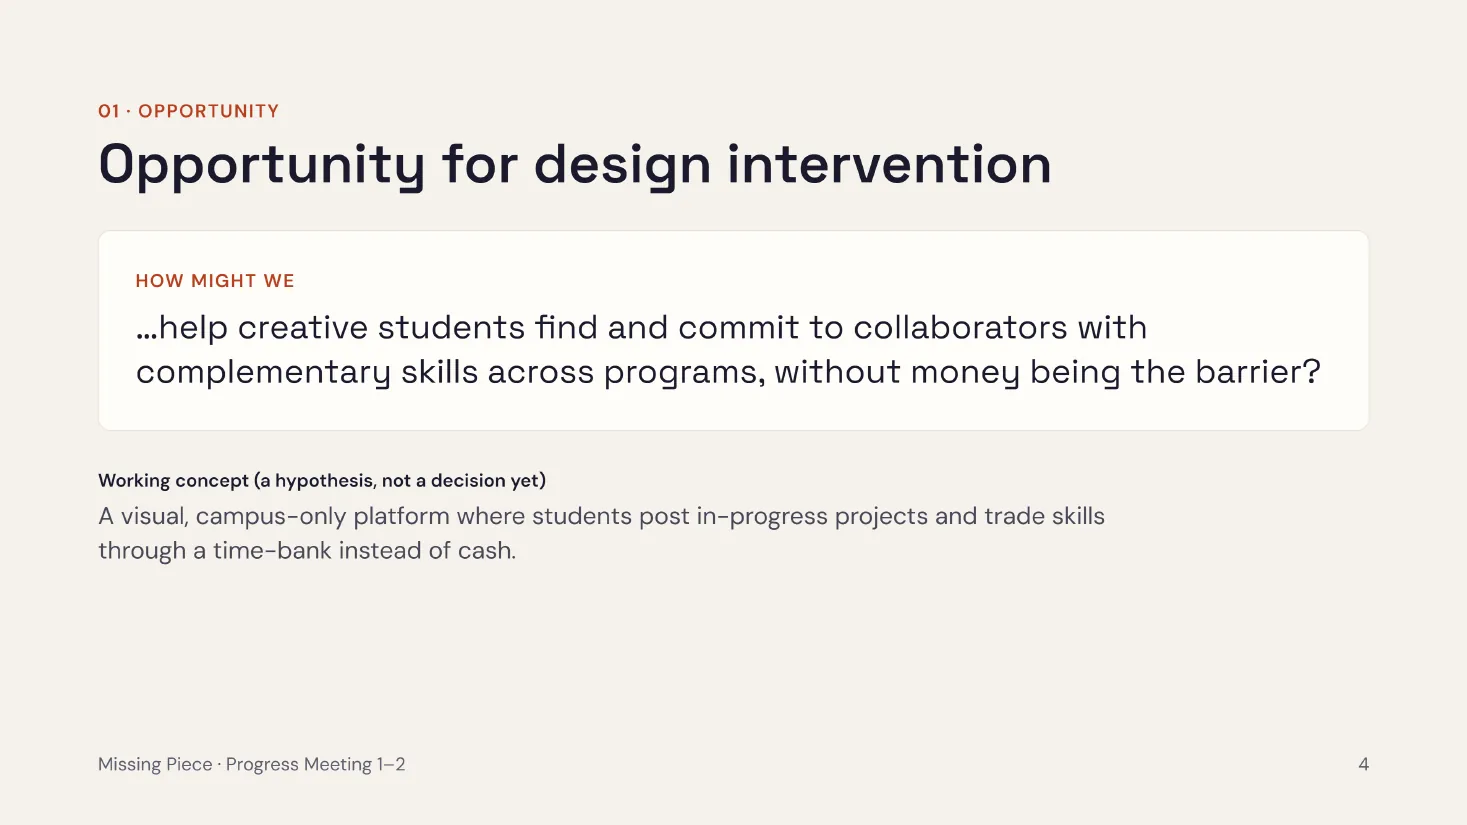 01 · OPPORTUNITY
Opportunity for design intervention
HOW MIGHT WE
...help creative students find and commit to collaborators with
complementary skills across programs, without money being the barrier?
Working concept (a hypothesis, not a decision yet)
A visual, campus-only platform where students post in-progress projects and trade skills
through a time-bank instead of cash.
Missing Piece · Progress Meeting 1–2
4